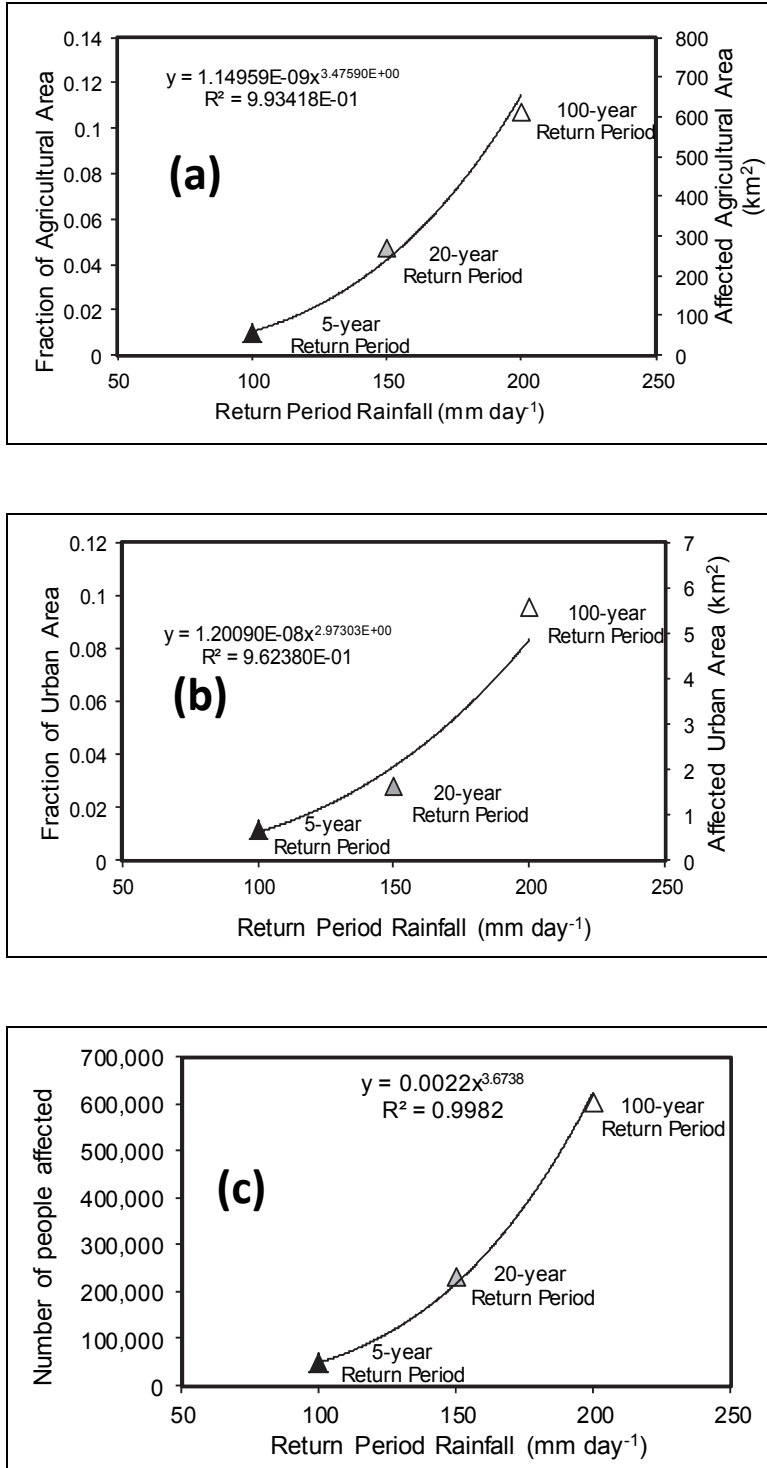 0.14
0.12
0.1
0.08
0.06
0.04
0.02
0
Fraction of Agricultural Area
y = 1.14959E-09x^3.47590E+00
R² = 9.93418E-01
(a)
100-year
Return Period
20-year
Return Period
5-year
Return Period
800
700
600
500
400
300
200
100
0
Affected Agricultural Area
(km²)
50 100 150 200 250
Return Period Rainfall (mm day-1)
0.12
0.1
0.08
0.06
0.04
0.02
0
Fraction of Urban Area
y = 1.20090E-08x^2.97303E+00
R² = 9.62380E-01
(b)
100-year
Return Period
20-year
Return Period
5-year
Return Period
7
6
5
4
3
2
1
0
Affected Urban Area (km²)
50 100 150 200 250
Return Period Rainfall (mm day-1)
700,000
600,000
500,000
400,000
300,000
200,000
100,000
0
Number of people affected
y = 0.0022x^3.6738
R² = 0.9982
(c)
100-year
Return Period
20-year
Return Period
5-year
Return Period
50 100 150 200 250
Return Period Rainfall (mm day-1)